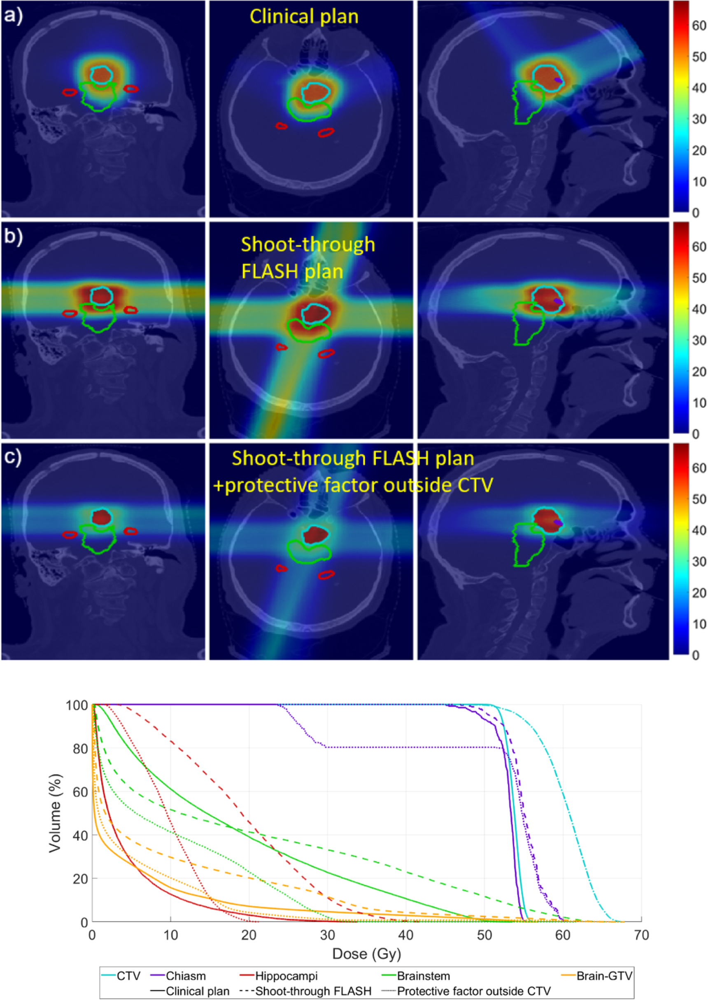 a)
Clinical plan
60
50
40
30
20
10
0
b)
Shoot-through
FLASH plan
60
50
40
30
20
10
0
c)
Shoot-through FLASH plan
+protective factor outside CTV
60
50
40
30
20
10
0
100
80
60
40
20
0
Volume (%)
0 10 20 30 40 50 60 70
Dose (Gy)
CTV Chiasm Hippocampi Brainstem Brain-GTV
Clinical plan Shoot-through FLASH Protective factor outside CTV